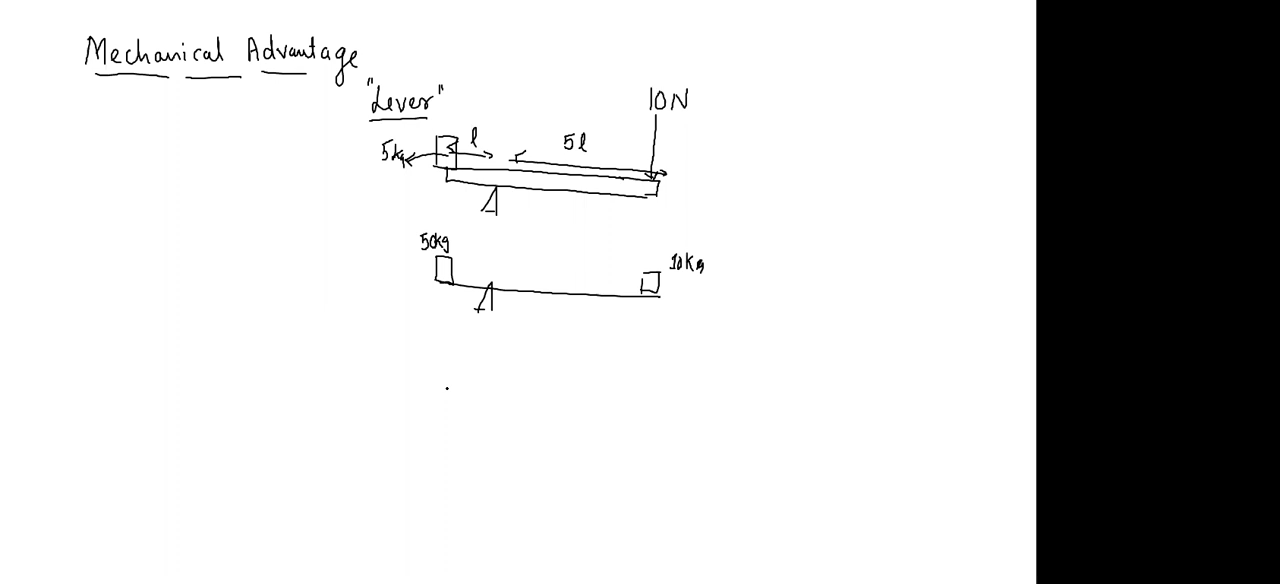 Mechanical Advantage
"Lever"
10N
5kg
l
5l
50kg
10kg